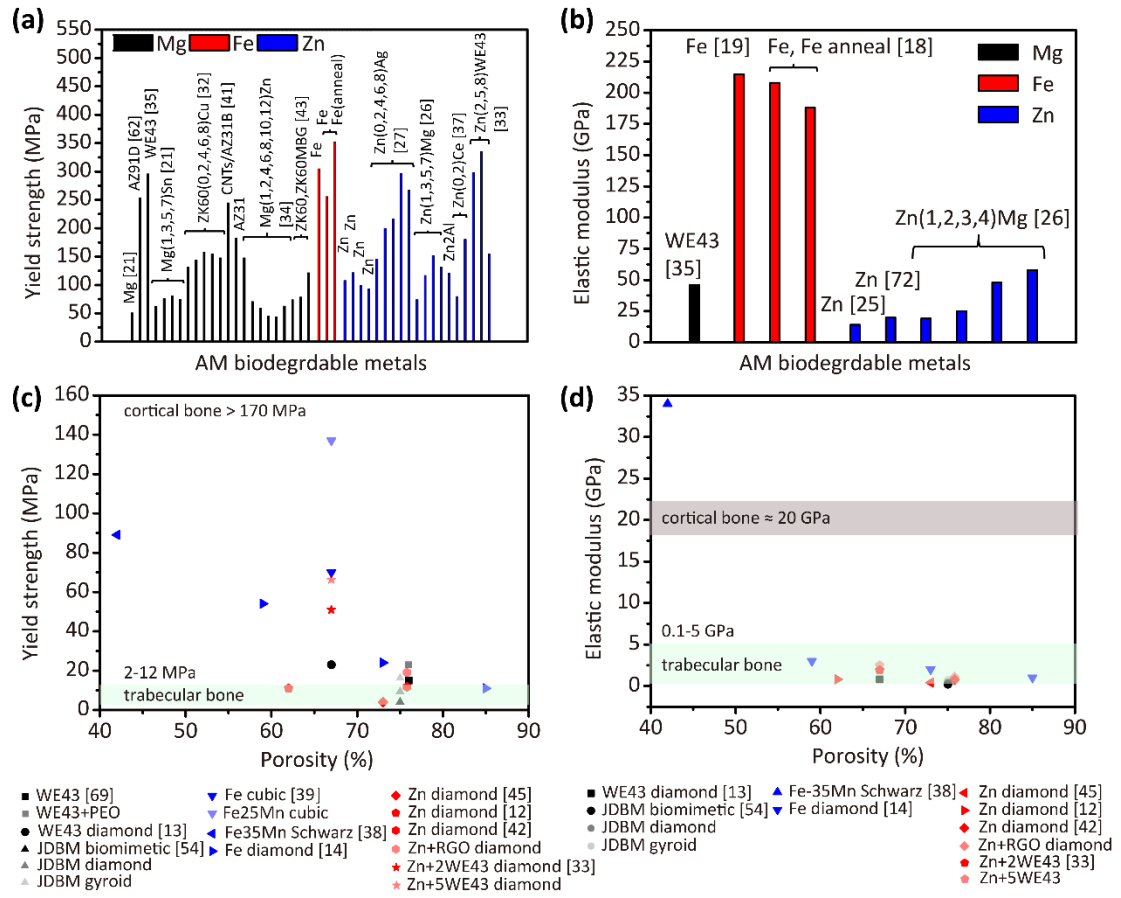 (a)
Yield strength (MPa)
550
500
450
400
350
300
250
200
150
100
50
0
Mg Fe Zn
Mg [21]
AZ91D [62]
WE43 [35]
Mg(1,3,5,7)Sn [21]
ZK60(0,2,4,6,8)Cu [32]
CNTs/AZ31B [41]
AZ31
Mg(1,2,4,6,8,10,12)Zn
[34]
ZK60,ZK60MBG [43]
Fe
Fe
Fe(anneal)
Zn
Zn
Zn
Zn
Zn(0,2,4,6,8)Ag
[27]
Zn(1,3,5,7)Mg [26]
Zn2Al
Zn(0,2)Ce [37]
Zn(2,5,8)WE43
[33]
AM biodegrdable metals
(b)
Elastic modulus (GPa)
250
225
200
175
150
125
100
75
50
25
0
Fe [19]
Fe, Fe anneal [18]
Mg
Fe
Zn
WE43
[35]
Zn [25]
Zn [72]
Zn(1,2,3,4)Mg [26]
AM biodegrdable metals
(c)
Yield strength (MPa)
160
140
120
100
80
60
40
20
0
cortical bone > 170 MPa
2-12 MPa
trabecular bone
40 50 60 70 80 90
Porosity (%)
WE43 [69]
WE43+PEO
WE43 diamond [13]
JDBM biomimetic [54]
JDBM diamond
JDBM gyroid
Fe cubic [39]
Fe25Mn cubic
Fe35Mn Schwarz [38]
Fe diamond [14]
Zn diamond [45]
Zn diamond [12]
Zn diamond [42]
Zn+RGO diamond
Zn+2WE43 diamond [33]
Zn+5WE43 diamond
(d)
Elastic modulus (GPa)
35
30
25
20
15
10
5
0
cortical bone ≈ 20 GPa
0.1-5 GPa
trabecular bone
40 50 60 70 80 90
Porosity (%)
WE43 diamond [13]
JDBM biomimetic [54]
JDBM diamond
JDBM gyroid
Fe-35Mn Schwarz [38]
Fe diamond [14]
Zn diamond [45]
Zn diamond [12]
Zn diamond [42]
Zn+RGO diamond
Zn+2WE43 [33]
Zn+5WE43